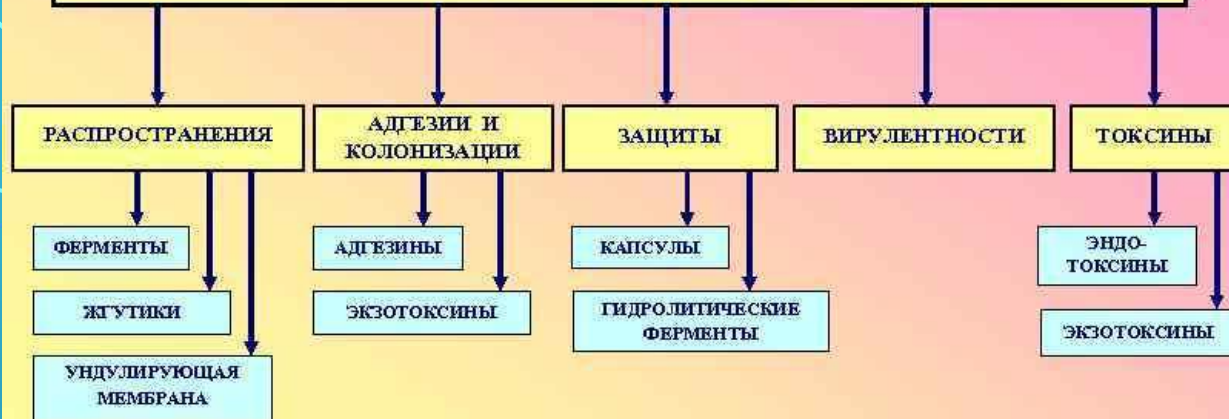 РАСПРОСТРАНЕНИЯ
АДГЕЗИИ И
КОЛОНИЗАЦИИ
ЗАЩИТЫ
ВИРУЛЕНТНОСТИ
ТОКСИНЫ
ФЕРМЕНТЫ
ЖГУТИКИ
УНДУЛИРУЮЩАЯ
МЕМБРАНА
АДГЕЗИНЫ
ЭКЗОТОКСИНЫ
КАПСУЛЫ
ГИДРОЛИТИЧЕСКИЕ
ФЕРМЕНТЫ
ЭНДО-
ТОКСИНЫ
ЭКЗОТОКСИНЫ